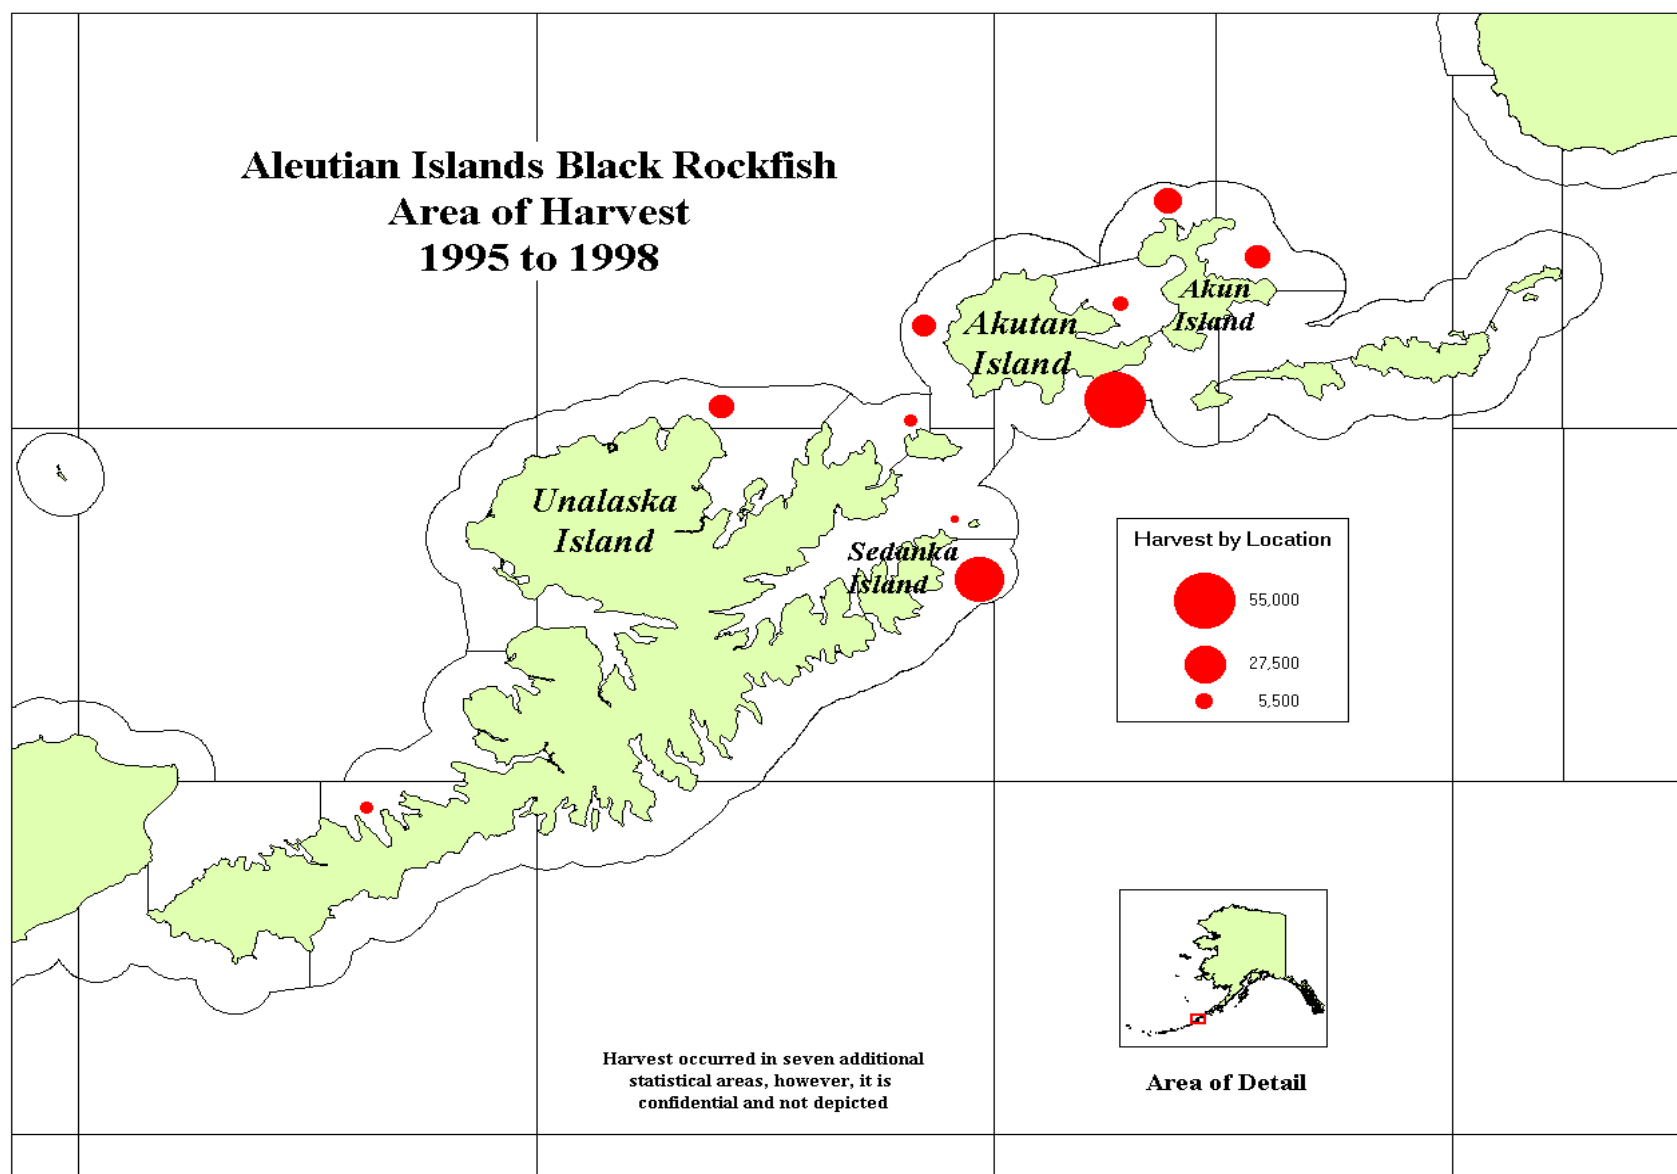 Aleutian Islands Black Rockfish
Area of Harvest
1995 to 1998
Akun
Island
Akutan
Island
Unalaska
Island
Sedanka
Island
Harvest by Location
55,000
27,500
5,500
Harvest occurred in seven additional
statistical areas, however, it is
confidential and not depicted
Area of Detail